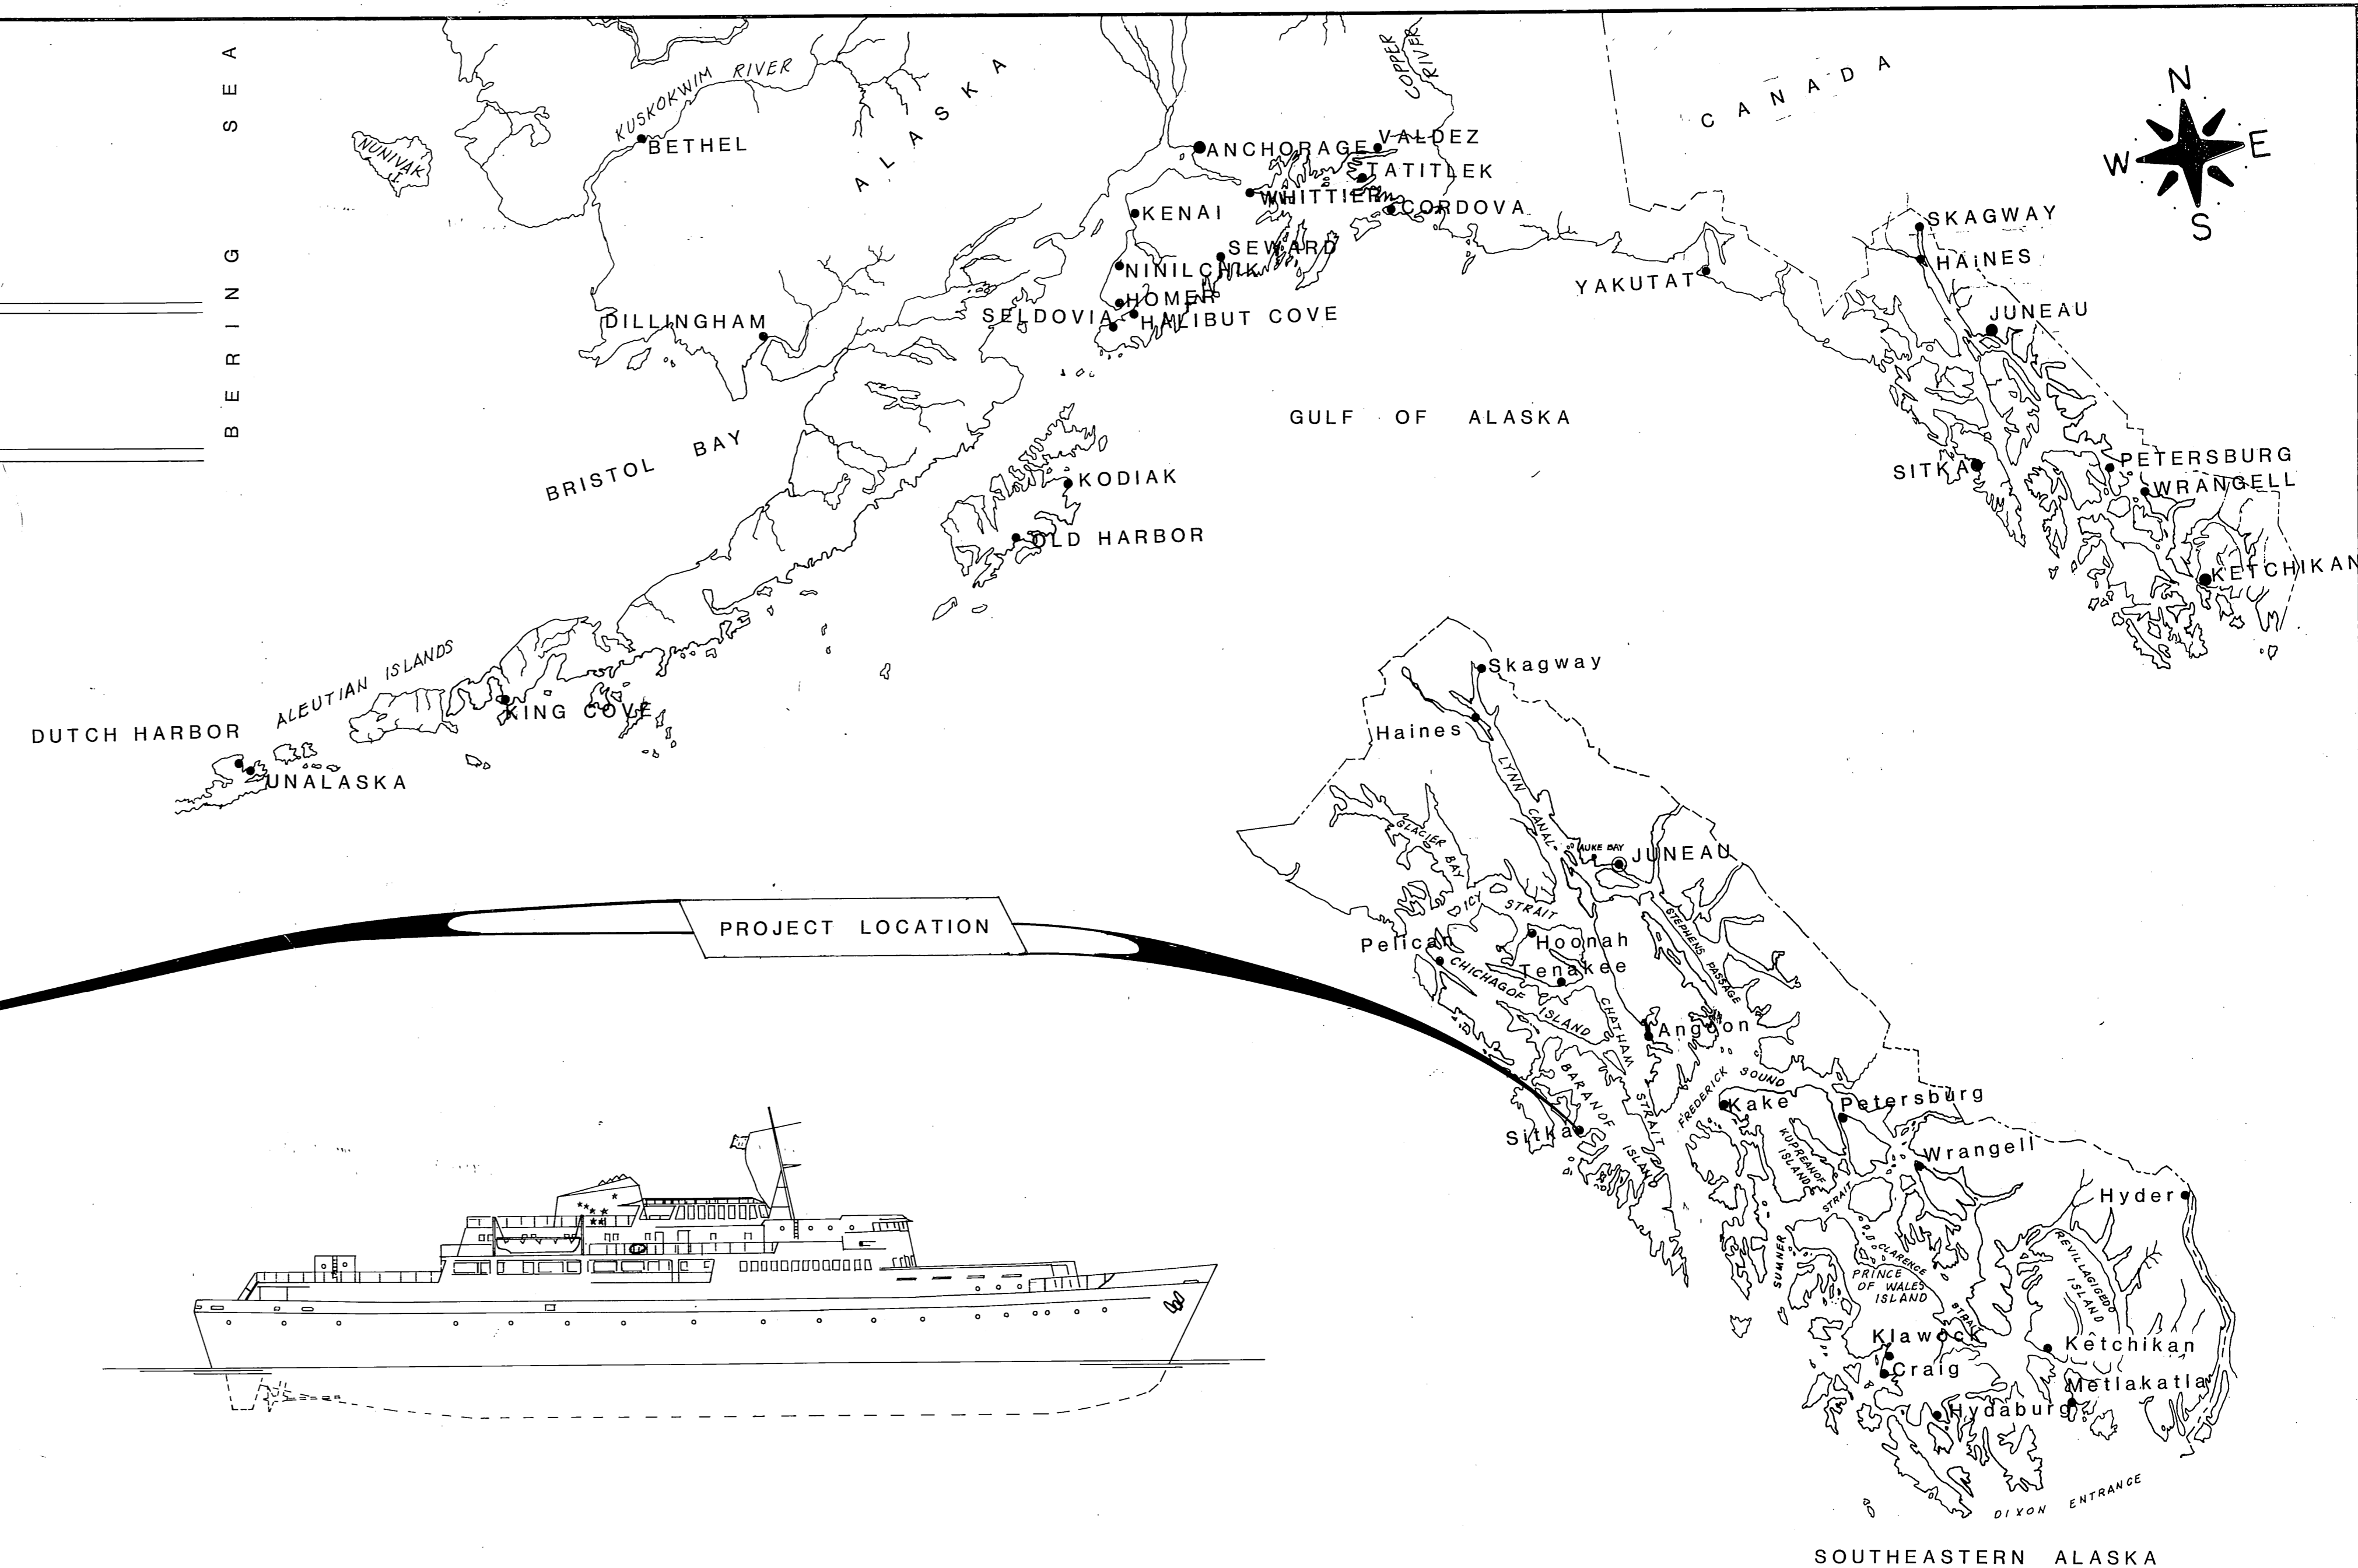 BERING SEA
KUSKOKWIM RIVER
NUNIVAK
I.
BETHEL
ALASKA
COPPER
RIVER
CANADA
N
W
E
S
ANCHORAGE
VALDEZ
TATITLEK
WHITTIER
CORDOVA
KENAI
SEWARD
NINILCHIK
HOMER
SELDOVIA
HALIBUT COVE
DILLINGHAM
YAKUTAT
SKAGWAY
HAINES
JUNEAU
GULF OF ALASKA
BRISTOL BAY
KODIAK
OLD HARBOR
SITKA
PETERSBURG
WRANGELL
KETCHIKAN
ALEUTIAN ISLANDS
KING COVE
DUTCH HARBOR
UNALASKA
Skagway
Haines
LYNN
CANAL
GLACIER BAY
AUKE BAY
JUNEAU
ICY STRAIT
STEPHENS PASSAGE
PROJECT LOCATION
Pelican
Hoonah
Tenakee
CHICHAGOF
ISLAND
CHATHAM
STRAIT
Angoon
BARANOF
ISLAND
FREDERICK SOUND
Kake
Petersburg
Sitka
KUPREANOF
ISLAND
Wrangell
Hyder
SUMNER
STRAIT
CLARENCE
STRAIT
PRINCE
OF WALES
ISLAND
REVILLAGIGEDO
ISLAND
Klawock
Craig
Ketchikan
Metlakatla
Hydaburg
DIXON ENTRANCE
SOUTHEASTERN ALASKA